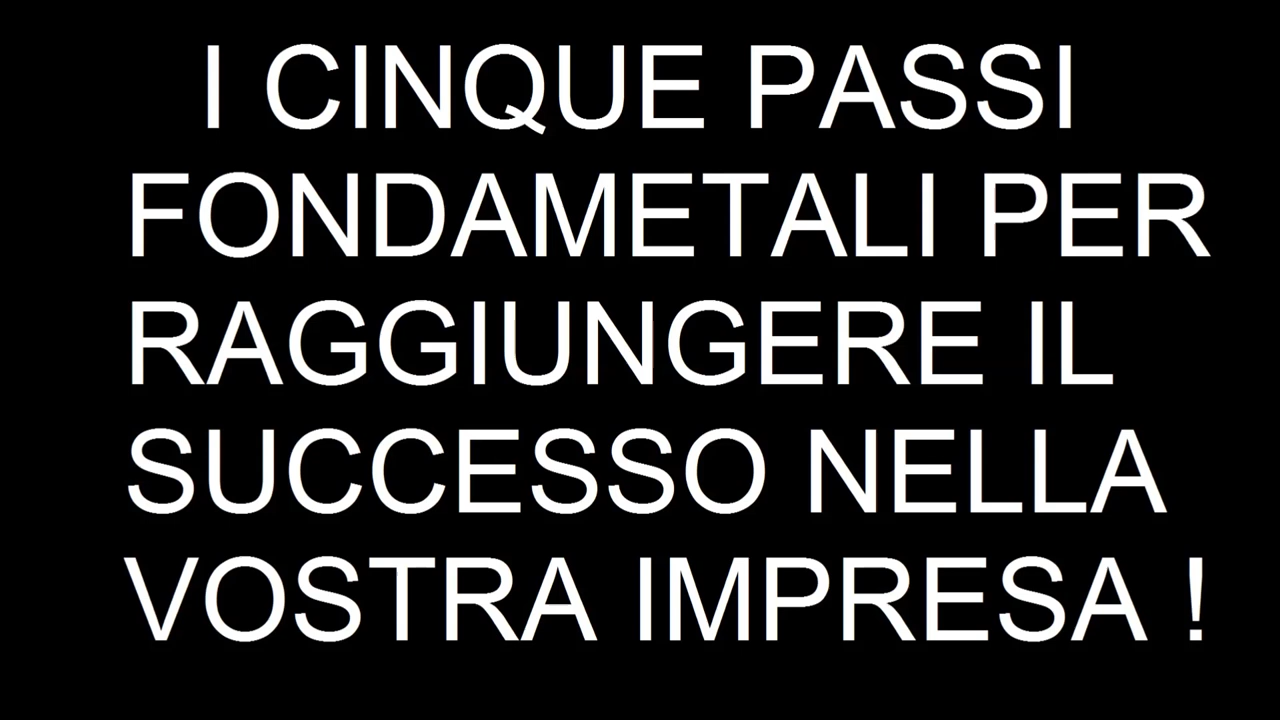 I CINQUE PASSI
FONDAMETALI PER
RAGGIUNGERE IL
SUCCESSO NELLA
VOSTRA IMPRESA !